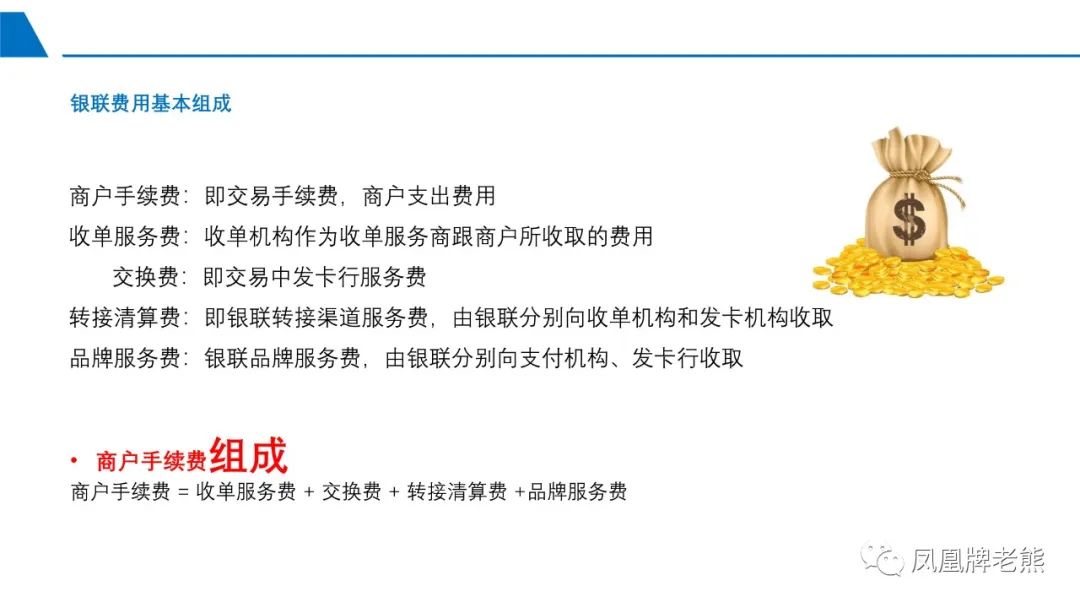 银联费用基本组成
商户手续费：即交易手续费，商户支出费用
收单服务费：收单机构作为收单服务商跟商户所收取的费用
交换费：即交易中发卡行服务费
转接清算费：即银联转接渠道服务费，由银联分别向收单机构和发卡机构收取
品牌服务费：银联品牌服务费，由银联分别向支付机构、发卡行收取
$
• 商户手续费组成
商户手续费 = 收单服务费 + 交换费 + 转接清算费 +品牌服务费
凤凰牌老熊